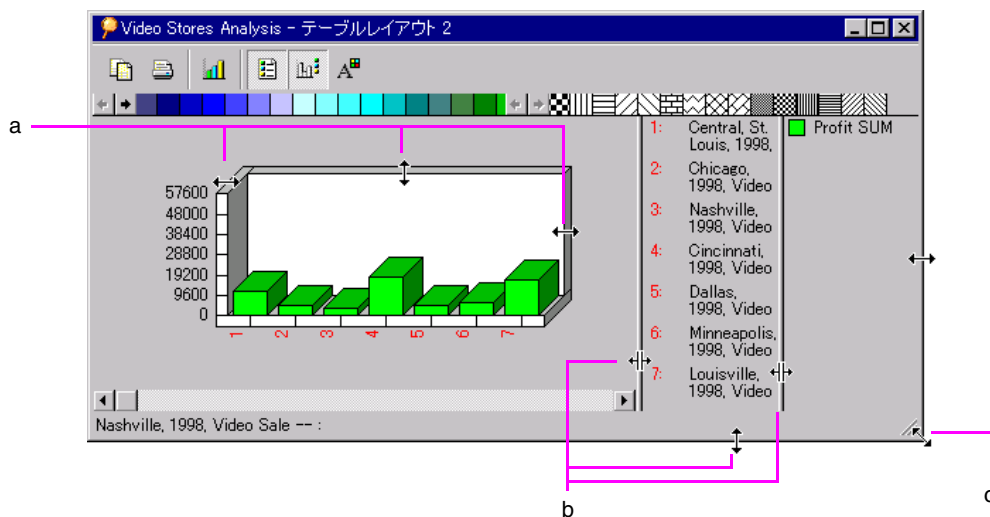 Video Stores Analysis - テーブルレイアウト 2
a
57600
48000
38400
28800
19200
9600
0
1
2
3
4
5
6
7
1: Central, St.
Louis, 1998,
2: Chicago,
1998, Video
3: Nashville,
1998, Video
4: Cincinnati,
1998, Video
5: Dallas,
1998, Video
6: Minneapolis,
1998, Video
7: Louisville,
1998, Video
Profit SUM
Nashville, 1998, Video Sale -- :
b